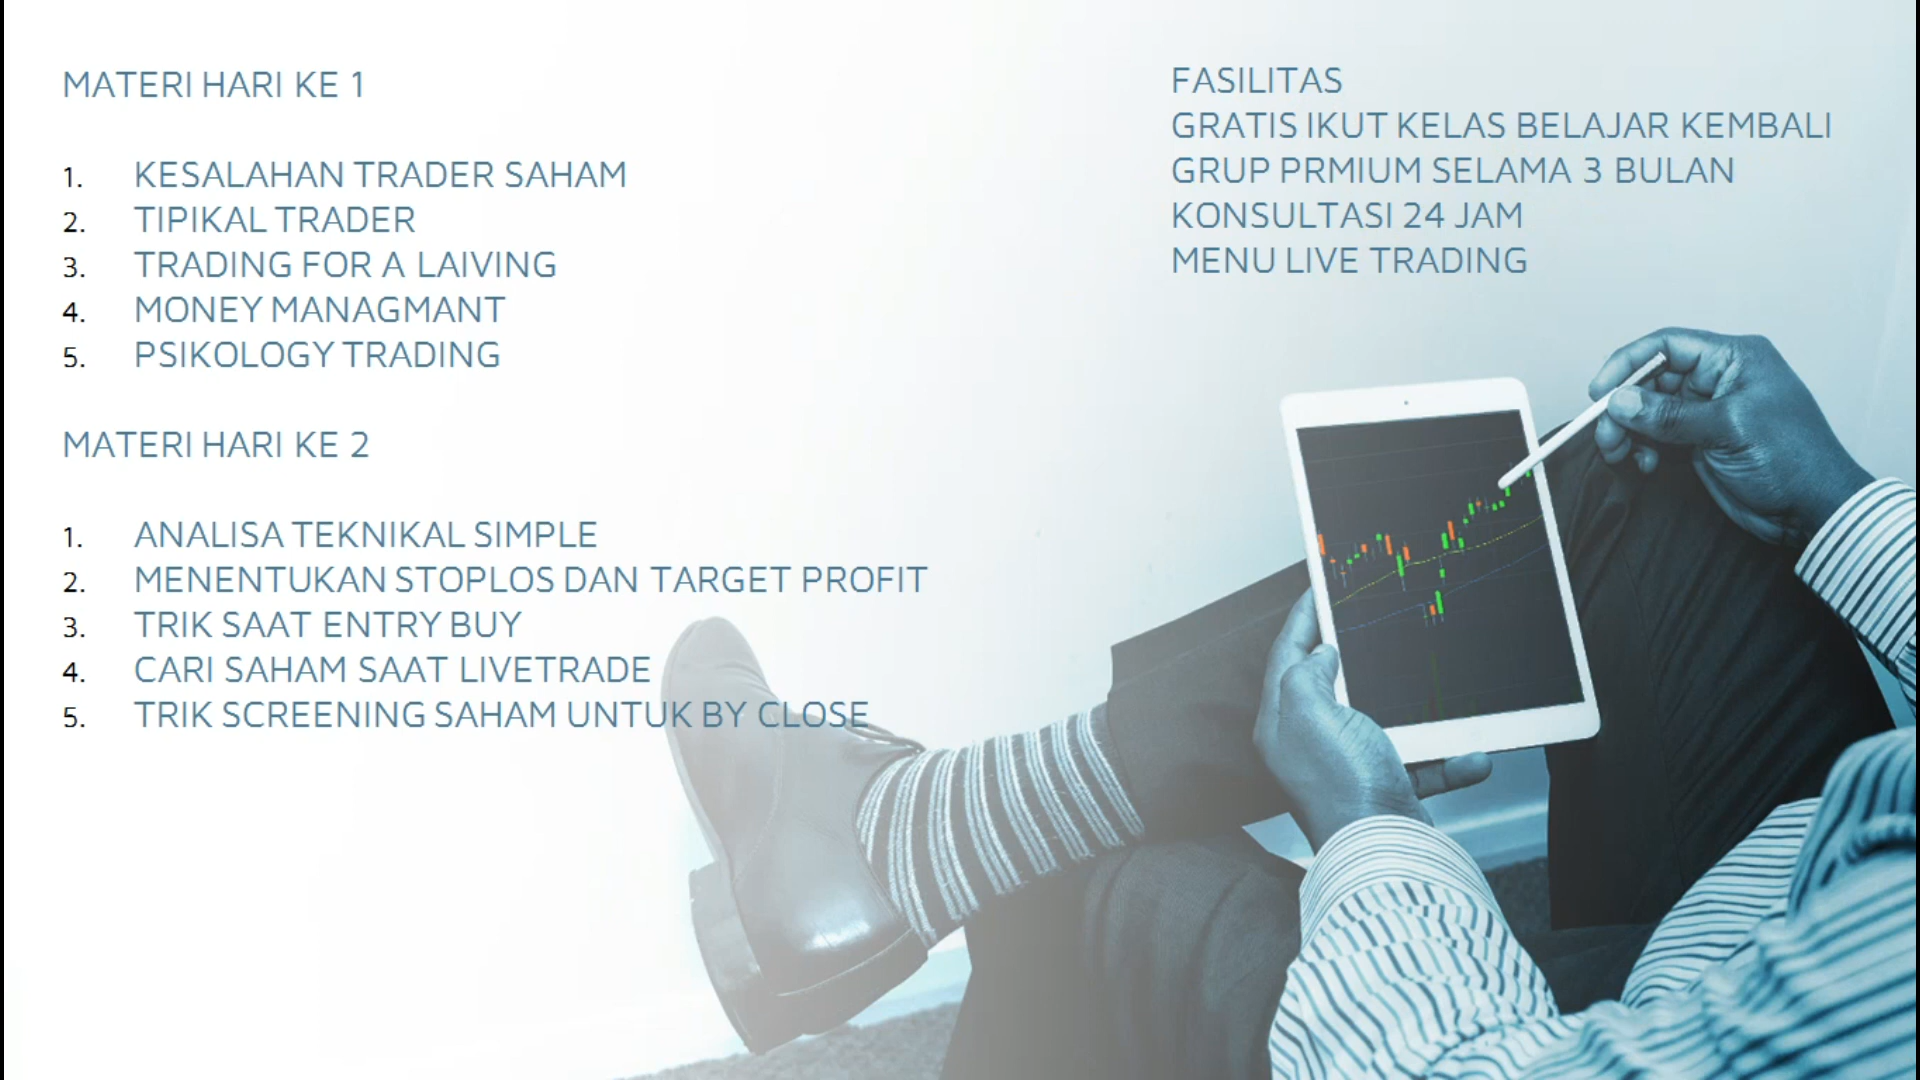 MATERI HARI KE 1
1. KESALAHAN TRADER SAHAM
2. TIPIKAL TRADER
3. TRADING FOR A LAIVING
4. MONEY MANAGMANT
5. PSIKOLOGY TRADING
MATERI HARI KE 2
1. ANALISA TEKNIKAL SIMPLE
2. MENENTUKAN STOPLOS DAN TARGET PROFIT
3. TRIK SAAT ENTRY BUY
4. CARI SAHAM SAAT LIVETRADE
5. TRIK SCREENING SAHAM UNTUK BY CLOSE
FASILITAS
GRATIS IKUT KELAS BELAJAR KEMBALI
GRUP PRMIUM SELAMA 3 BULAN
KONSULTASI 24 JAM
MENU LIVE TRADING